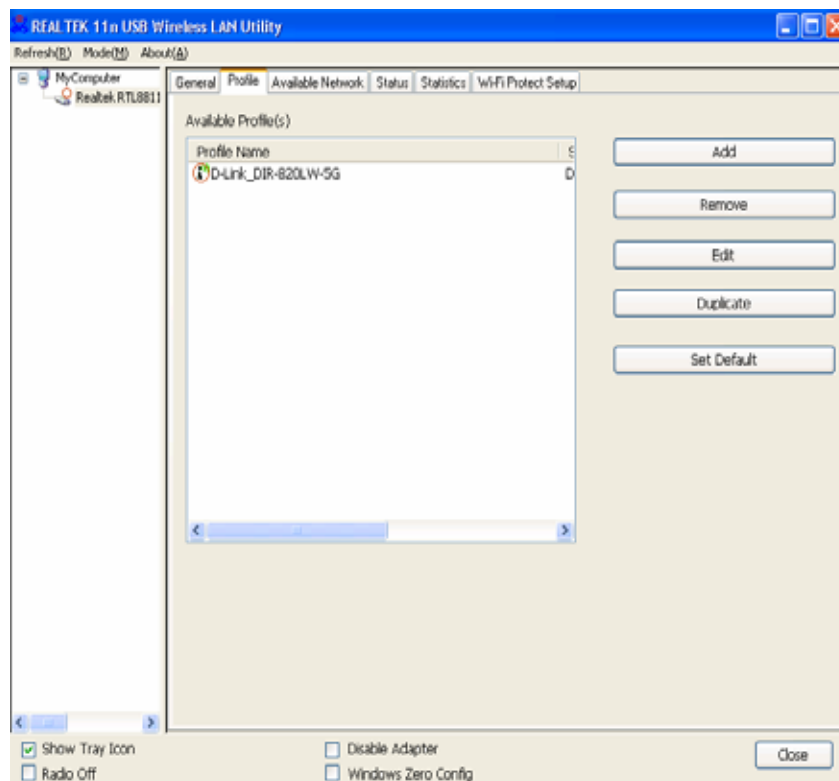 REALTEK 11n USB Wireless LAN Utility
Refresh(R) Mode(M) About(A)
MyComputer
Realtek RTL8811
General Profile Available Network Status Statistics Wi-Fi Protect Setup
Available Profile(s)
Profile Name S
D-Link_DIR-820LW-5G D
Add
Remove
Edit
Duplicate
Set Default
Show Tray Icon
Radio Off
Disable Adapter
Windows Zero Config
Close